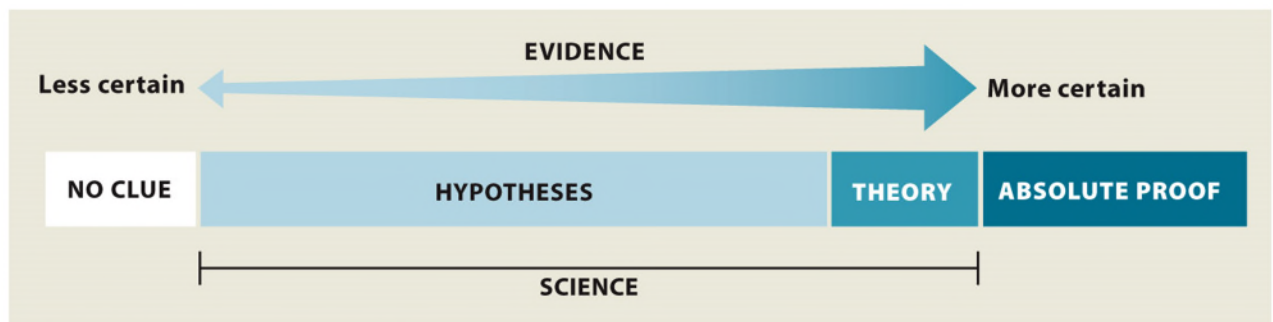 EVIDENCE
Less certain
More certain
NO CLUE
HYPOTHESES
THEORY
ABSOLUTE PROOF
SCIENCE